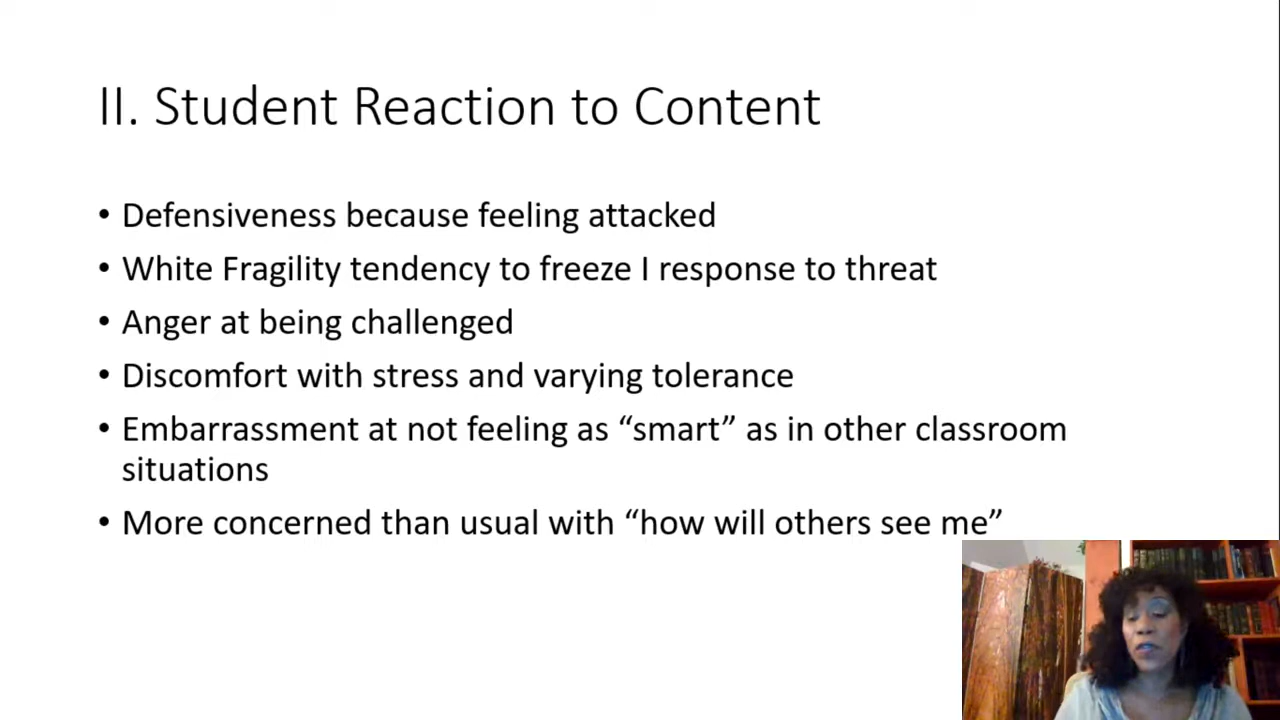 II. Student Reaction to Content
• Defensiveness because feeling attacked
• White Fragility tendency to freeze I response to threat
• Anger at being challenged
• Discomfort with stress and varying tolerance
• Embarrassment at not feeling as “smart” as in other classroom
situations
• More concerned than usual with “how will others see me”